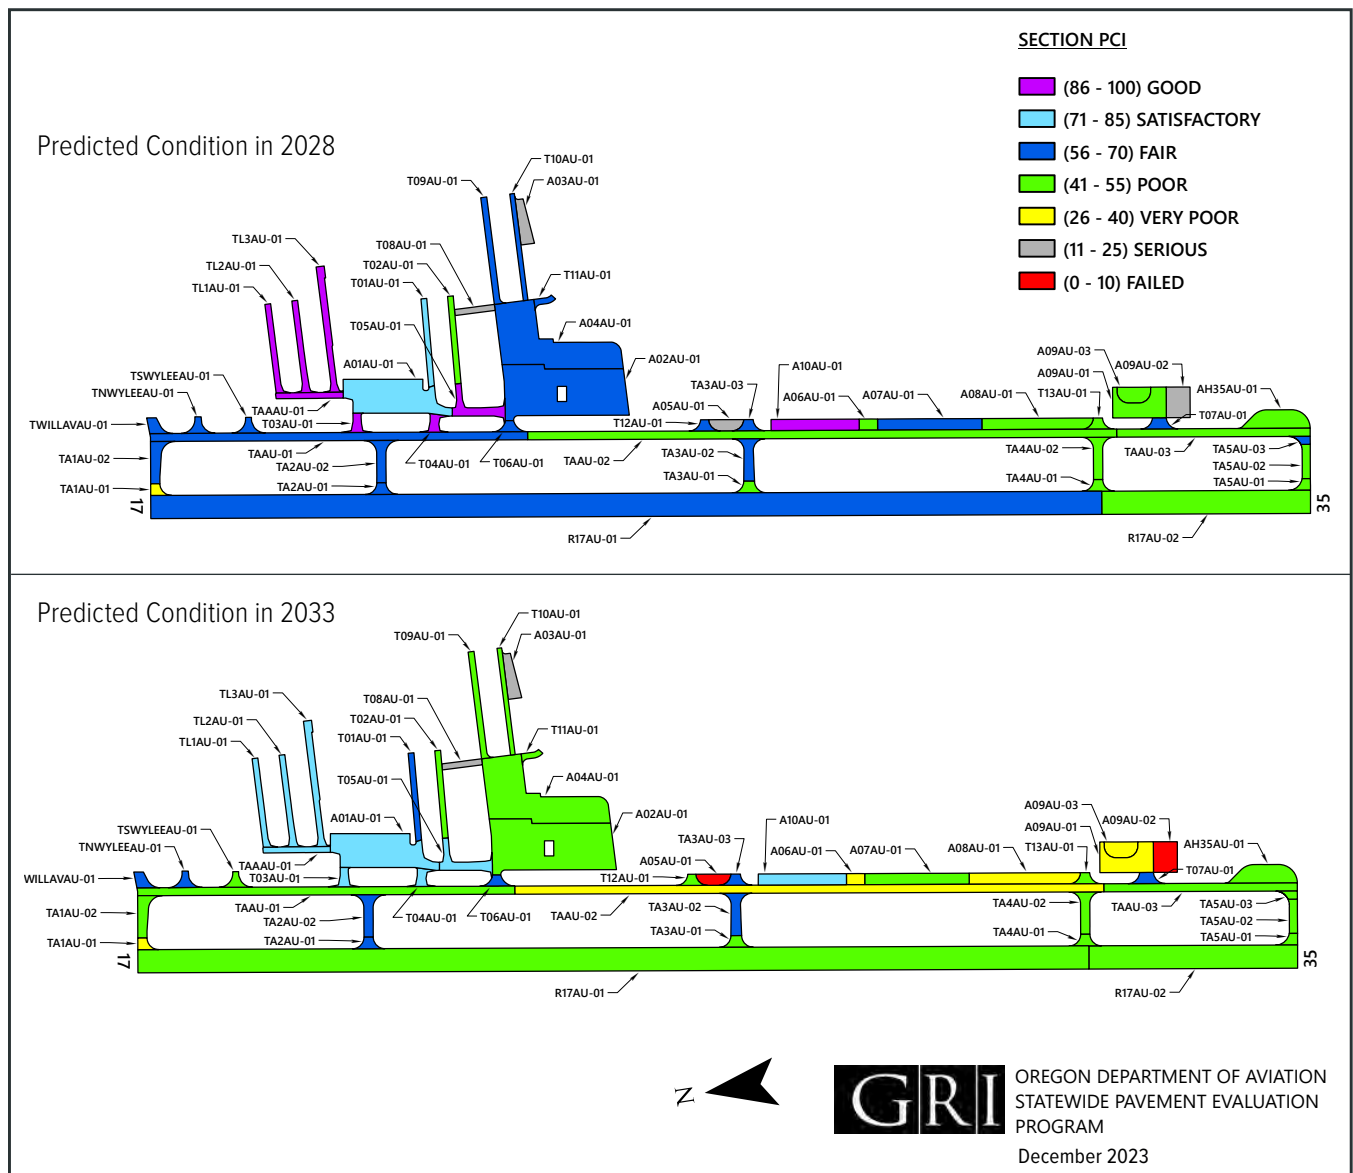 SECTION PCI
(86 - 100) GOOD
(71 - 85) SATISFACTORY
(56 - 70) FAIR
(41 - 55) POOR
(26 - 40) VERY POOR
(11 - 25) SERIOUS
(0 - 10) FAILED
Predicted Condition in 2028
T10AU-01
T09AU-01
A03AU-01
TL3AU-01
T08AU-01
TL2AU-01
T02AU-01
T11AU-01
TL1AU-01
T01AU-01
T05AU-01
A04AU-01
A01AU-01
A02AU-01
A09AU-03
A09AU-02
A10AU-01
A09AU-01
TSWYLEEAU-01
TA3AU-03
A07AU-01
A08AU-01
T13AU-01
AH35AU-01
TNWYLEEAU-01
A06AU-01
TAAAU-01
A05AU-01
T07AU-01
TWILLAVAU-01
T03AU-01
T12AU-01
TAAU-01
T04AU-01
T06AU-01
TAAU-02
TA3AU-02
TA4AU-02
TAAU-03
TA5AU-03
TA1AU-02
TA2AU-02
TA5AU-02
TA3AU-01
TA4AU-01
TA5AU-01
TA1AU-01
TA2AU-01
17
35
R17AU-01
R17AU-02
Predicted Condition in 2033
T10AU-01
T09AU-01
A03AU-01
TL3AU-01
T08AU-01
TL2AU-01
T02AU-01
T11AU-01
TL1AU-01
T01AU-01
T05AU-01
A04AU-01
A01AU-01
A02AU-01
A09AU-03
A09AU-02
A10AU-01
A09AU-01
TSWYLEEAU-01
TA3AU-03
A07AU-01
A08AU-01
T13AU-01
AH35AU-01
TNWYLEEAU-01
A06AU-01
TAAAU-01
A05AU-01
T07AU-01
WILLAVAU-01
T03AU-01
T12AU-01
TAAU-01
T04AU-01
T06AU-01
TAAU-02
TA3AU-02
TA4AU-02
TAAU-03
TA5AU-03
TA1AU-02
TA2AU-02
TA5AU-02
TA3AU-01
TA4AU-01
TA5AU-01
TA1AU-01
TA2AU-01
17
35
R17AU-01
R17AU-02
N
GRI
OREGON DEPARTMENT OF AVIATION
STATEWIDE PAVEMENT EVALUATION
PROGRAM
December 2023